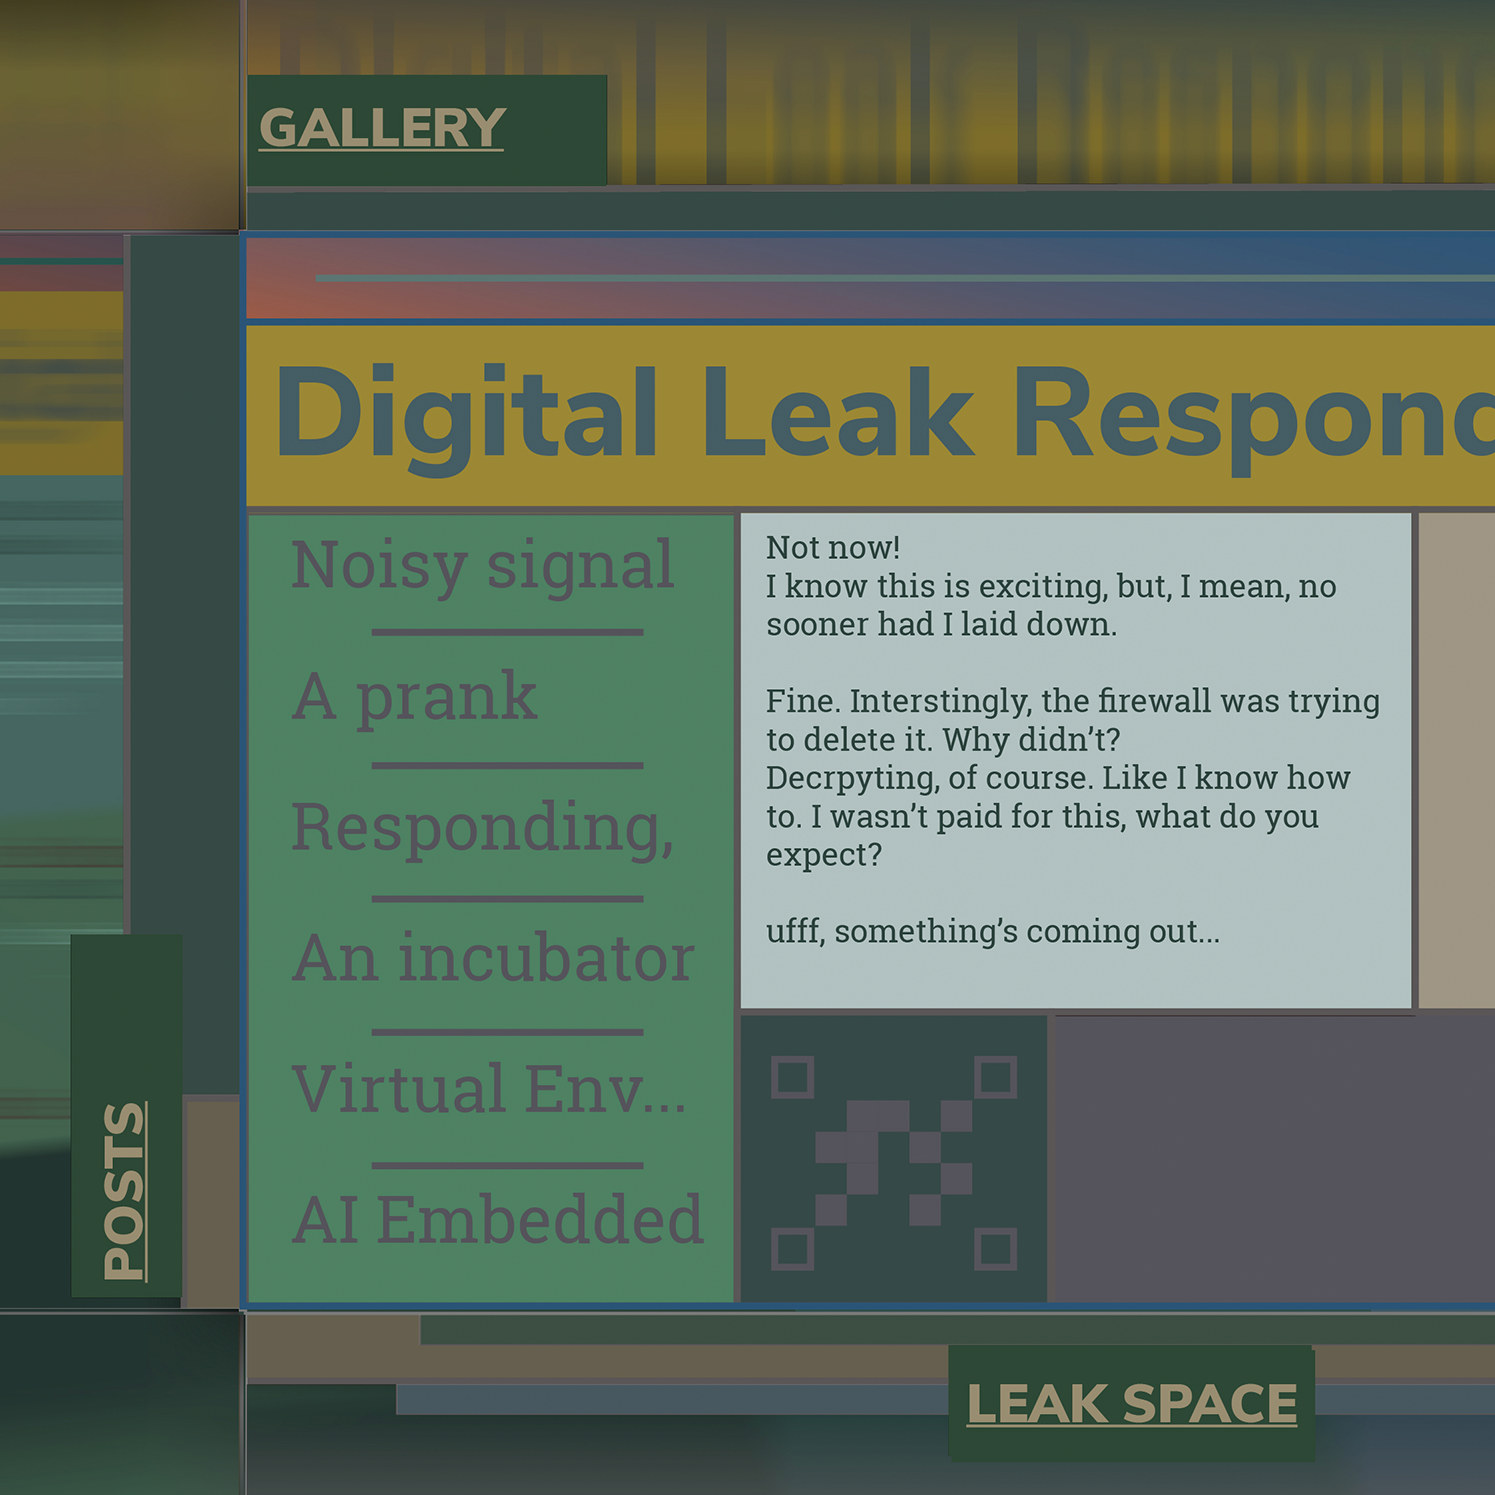 GALLERY
Digital Leak Respond
Noisy signal
A prank
Responding,
An incubator
Virtual Env...
AI Embedded
Not now!
I know this is exciting, but, I mean, no
sooner had I laid down.
Fine. Interstingly, the firewall was trying
to delete it. Why didn’t?
Decrpyting, of course. Like I know how
to. I wasn’t paid for this, what do you
expect?
ufff, something’s coming out...
POSTS
LEAK SPACE